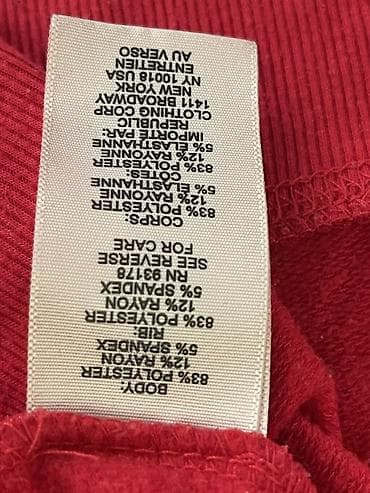 BODY:
83% POLYESTER
12% RAYON
5% SPANDEX
RIB:
83% POLYESTER
12% RAYON
5% SPANDEX
RN 93178
SEE REVERSE
FOR CARE
CORPS:
83% POLYESTER
12% RAYONNE
5% ÉLASTHANNE
CÔTES:
83% POLYESTER
12% RAYONNE
5% ÉLASTHANNE
IMPORTÉ PAR:
REPUBLIC
CLOTHING CORP
1411 BROADWAY
NEW YORK
NY 10018 USA
ENTRETIEN
AU VERSO